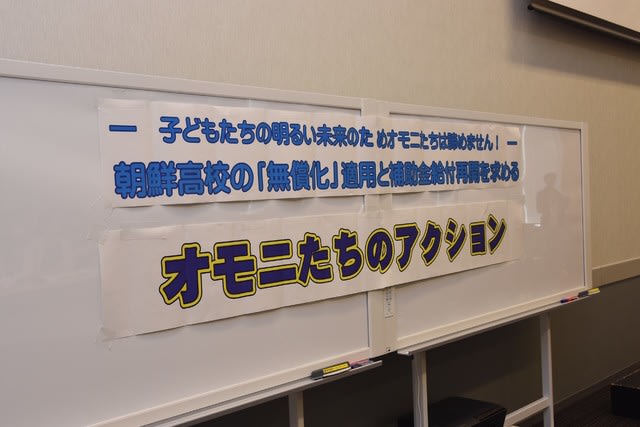 ― 子どもたちの明るい未来のためオモニたちは諦めません！ ―
朝鮮高校の「無償化」適用と補助金給付再開を求める
オモニたちのアクション